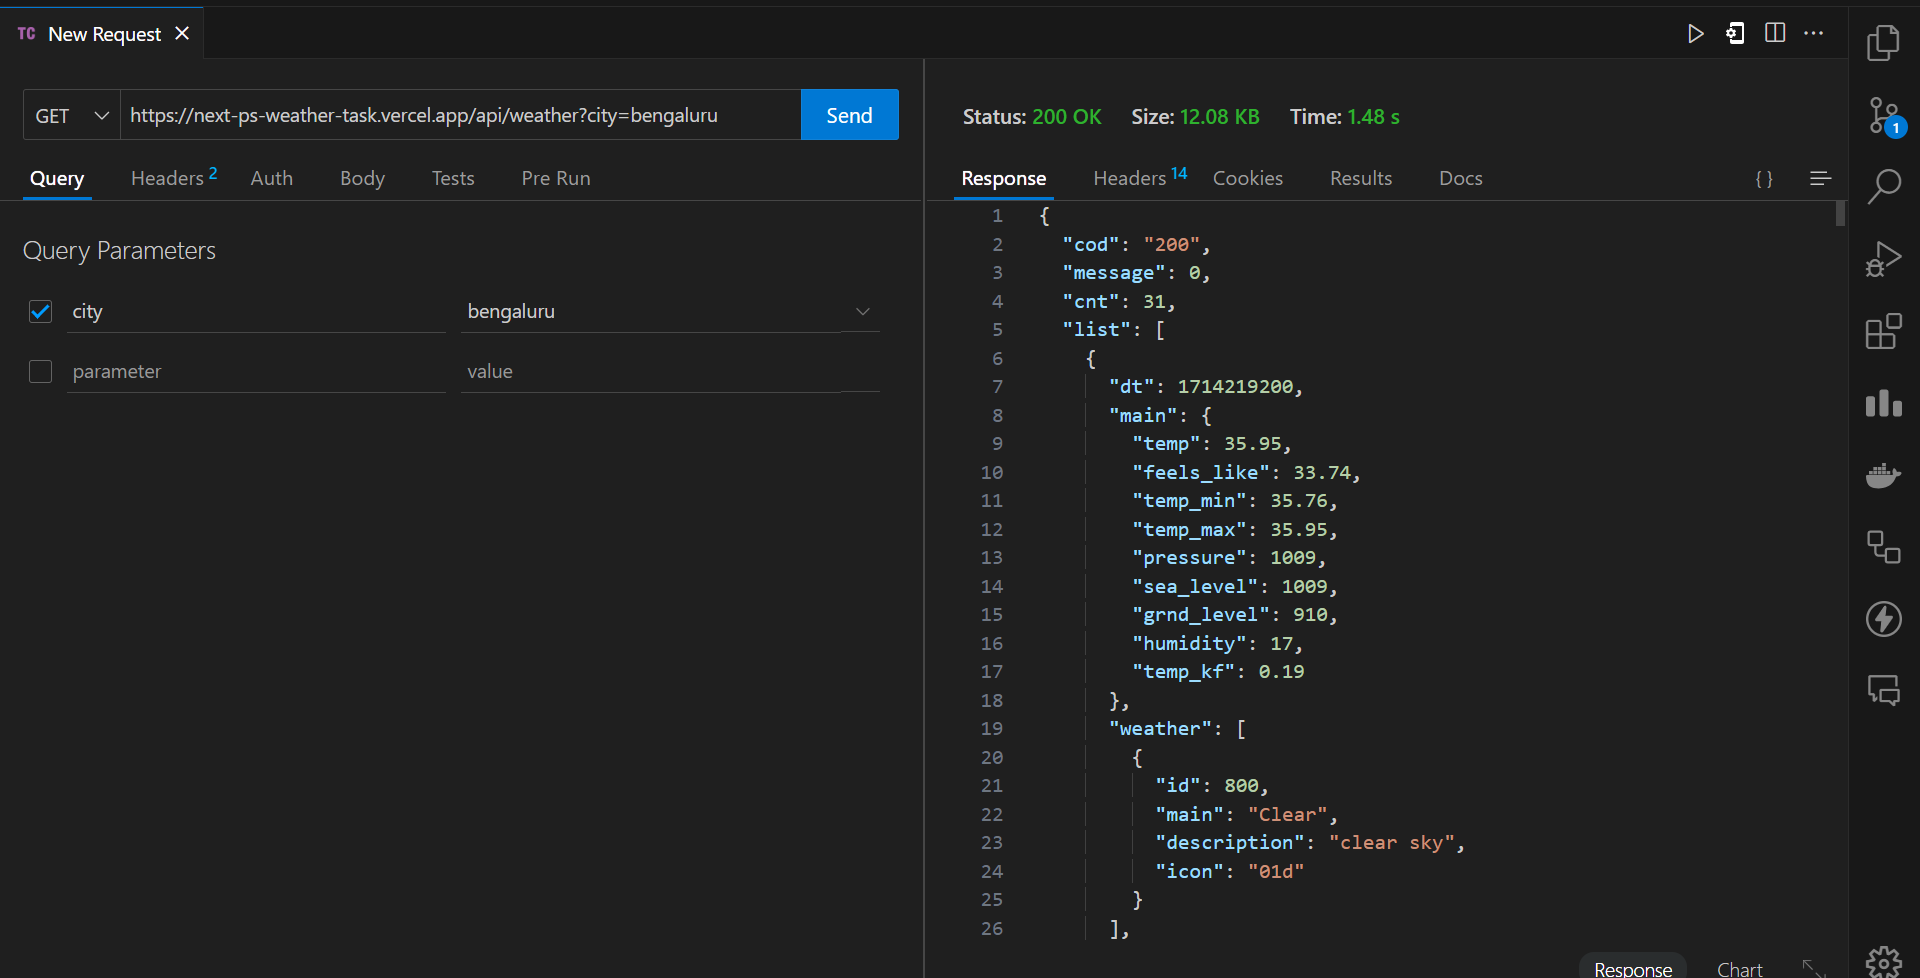 TC New Request
GET https://next-ps-weather-task.vercel.app/api/weather?city=bengaluru Send
Query Headers 2 Auth Body Tests Pre Run
Query Parameters
city bengaluru
parameter value
Status: 200 OK Size: 12.08 KB Time: 1.48 s
Response Headers 14 Cookies Results Docs { }
1 {
2 "cod": "200",
3 "message": 0,
4 "cnt": 31,
5 "list": [
6 {
7 "dt": 1714219200,
8 "main": {
9 "temp": 35.95,
10 "feels_like": 33.74,
11 "temp_min": 35.76,
12 "temp_max": 35.95,
13 "pressure": 1009,
14 "sea_level": 1009,
15 "grnd_level": 910,
16 "humidity": 17,
17 "temp_kf": 0.19
18 },
19 "weather": [
20 {
21 "id": 800,
22 "main": "Clear",
23 "description": "clear sky",
24 "icon": "01d"
25 }
26 ],
Response Chart
1